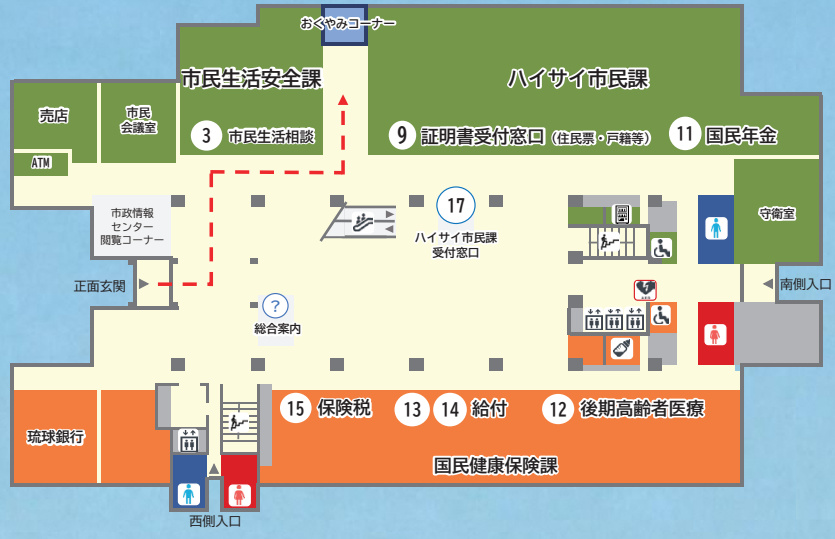 おくやみコーナー
市民生活安全課
ハイサイ市民課
売店
市民
会議室
3 市民生活相談
9 証明書受付窓口（住民票・戸籍等）
11 国民年金
ATM
市政情報
センター
閲覧コーナー
17
ハイサイ市民課
受付窓口
守衛室
正面玄関
南側入口
AED
?
総合案内
15 保険税
13 14 給付
12 後期高齢者医療
琉球銀行
国民健康保険課
西側入口